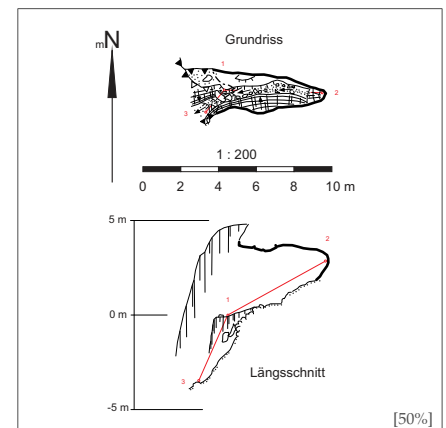 mN
Grundriss
1
2
3
1 : 200
0 2 4 6 8 10 m
5 m
2
0 m
1
3
Längsschnitt
-5 m
[50%]